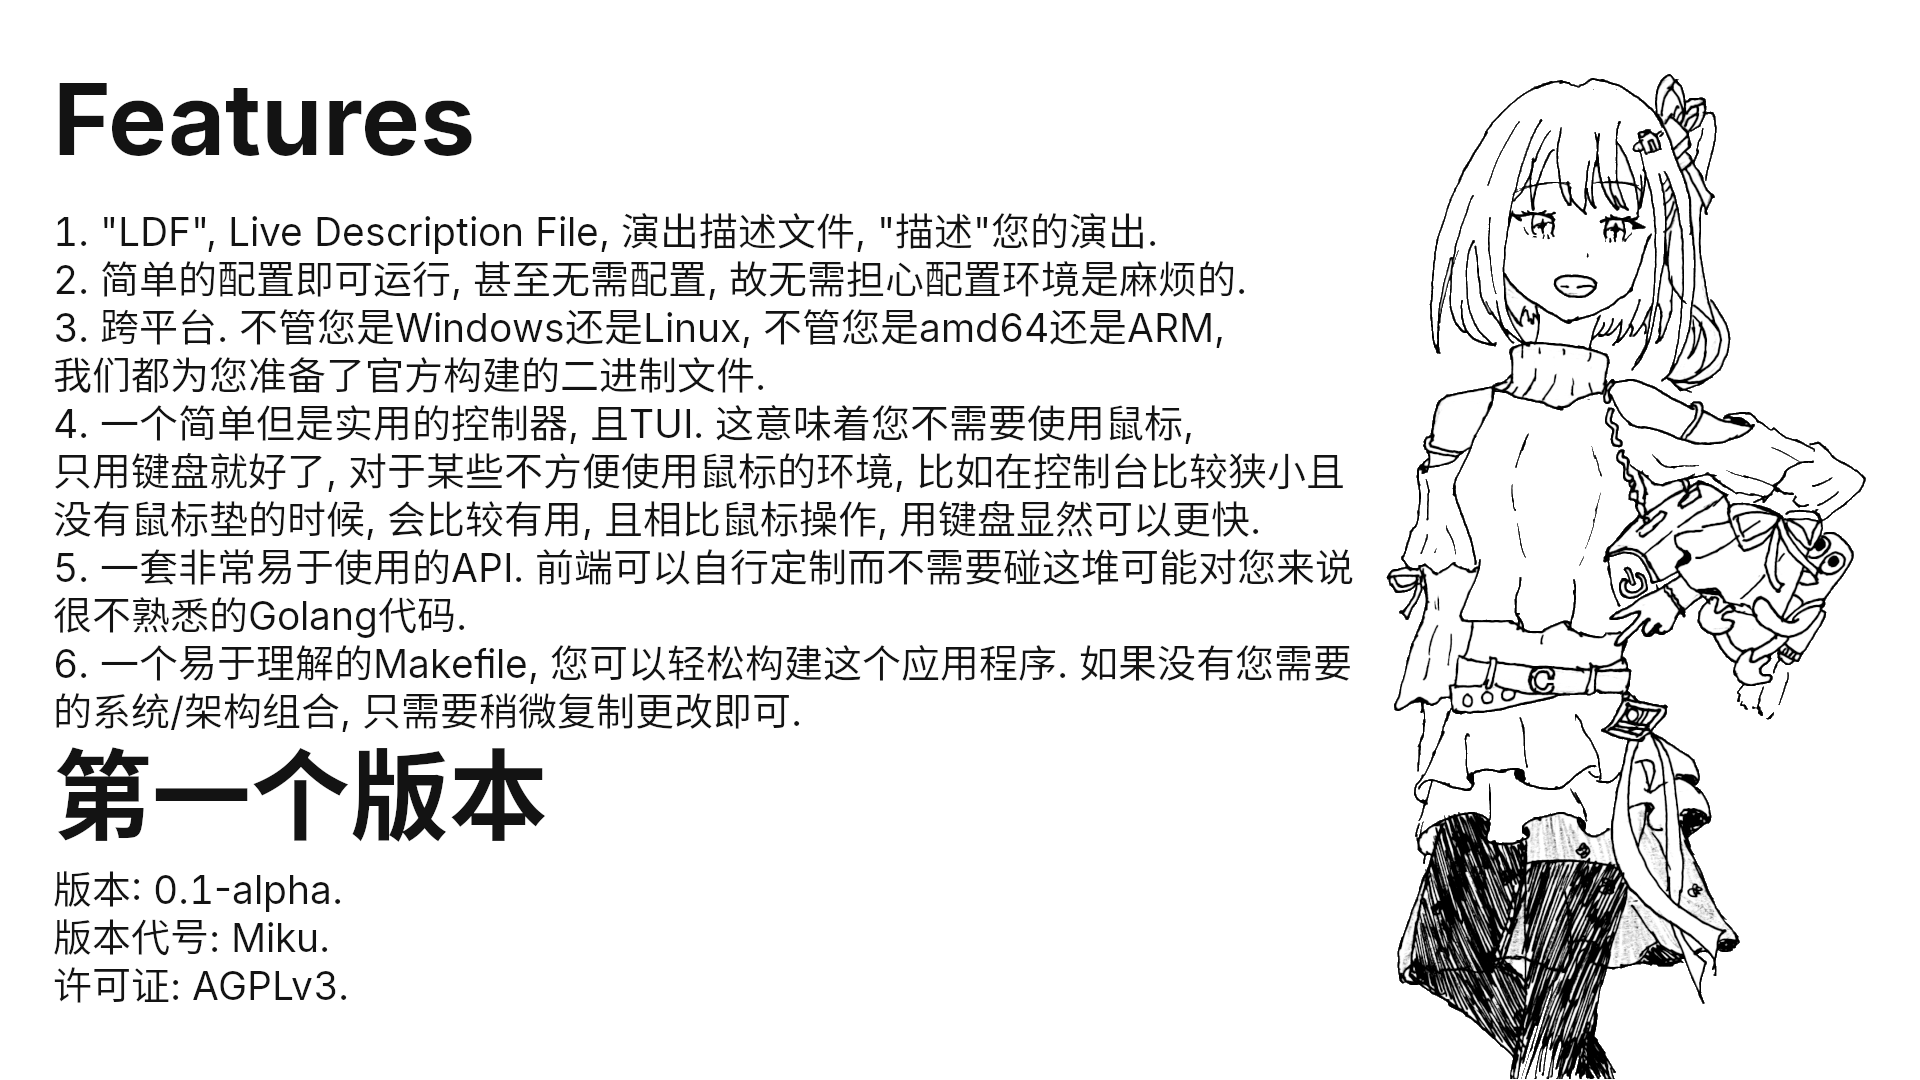 Features
1. "LDF", Live Description File, 演出描述文件, "描述"您的演出.
2. 简单的配置即可运行, 甚至无需配置, 故无需担心配置环境是麻烦的.
3. 跨平台. 不管您是Windows还是Linux, 不管您是amd64还是ARM,
我们都为您准备了官方构建的二进制文件.
4. 一个简单但是实用的控制器, 且TUI. 这意味着您不需要使用鼠标,
只用键盘就好了, 对于某些不方便使用鼠标的环境, 比如在控制台比较狭小且
没有鼠标垫的时候, 会比较有用, 且相比鼠标操作, 用键盘显然可以更快.
5. 一套非常易于使用的API. 前端可以自行定制而不需要碰这堆可能对您来说
很不熟悉的Golang代码.
6. 一个易于理解的Makefile, 您可以轻松构建这个应用程序. 如果没有您需要
的系统/架构组合, 只需要稍微复制更改即可.
第一个版本
版本: 0.1-alpha.
版本代号: Miku.
许可证: AGPLv3.
C